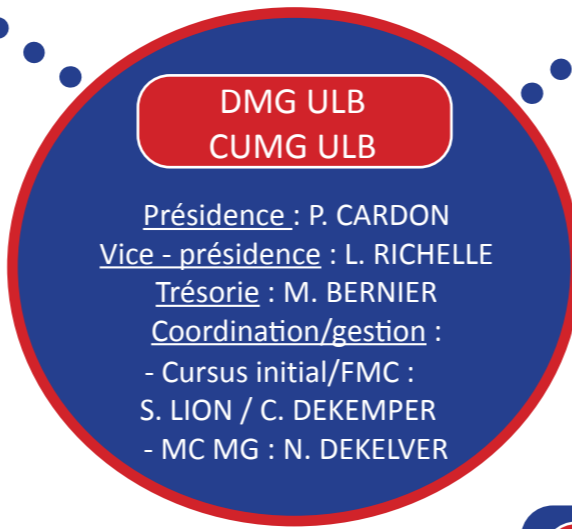 DMG ULB
CUMG ULB
Présidence : P. CARDON
Vice - présidence : L. RICHELLE
Trésorie : M. BERNIER
Coordination/gestion :
- Cursus initial/FMC :
S. LION / C. DEKEMPER
- MC MG : N. DEKELVER